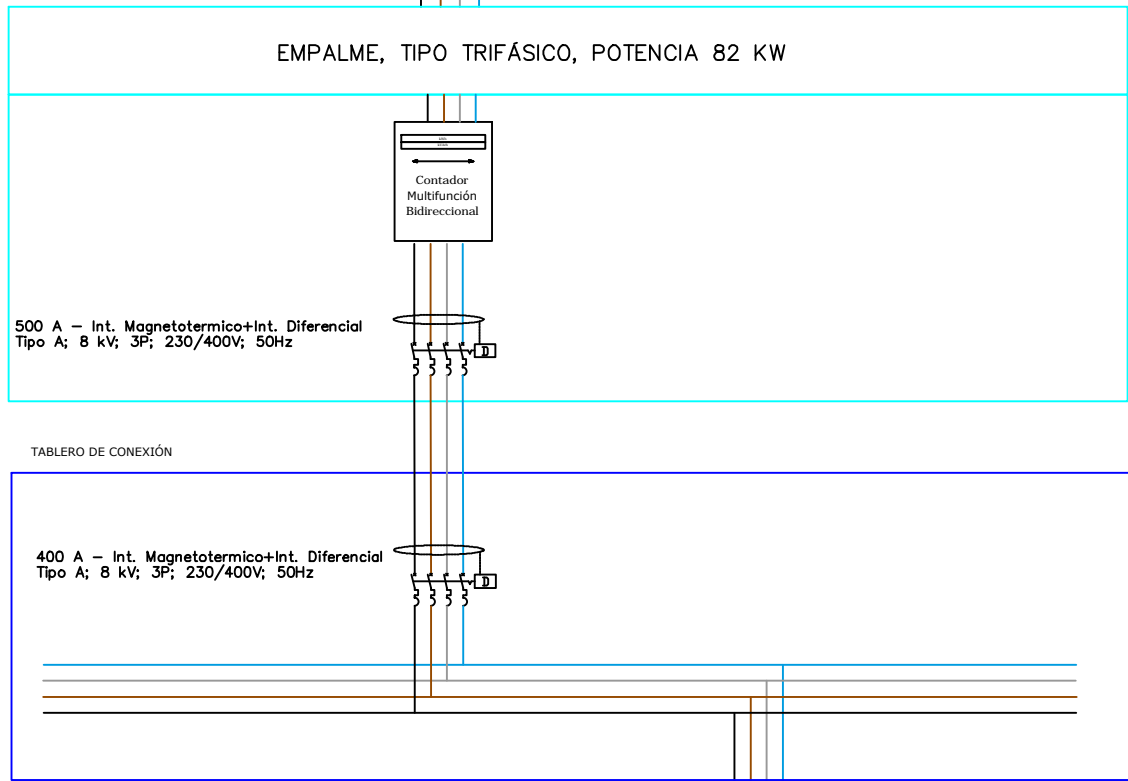 EMPALME, TIPO TRIFÁSICO, POTENCIA 82 KW
Contador
Multifunción
Bidireccional
500 A - Int. Magnetotermico+Int. Diferencial
Tipo A; 8 kV; 3P; 230/400V; 50Hz
D
TABLERO DE CONEXIÓN
400 A - Int. Magnetotermico+Int. Diferencial
Tipo A; 8 kV; 3P; 230/400V; 50Hz
D